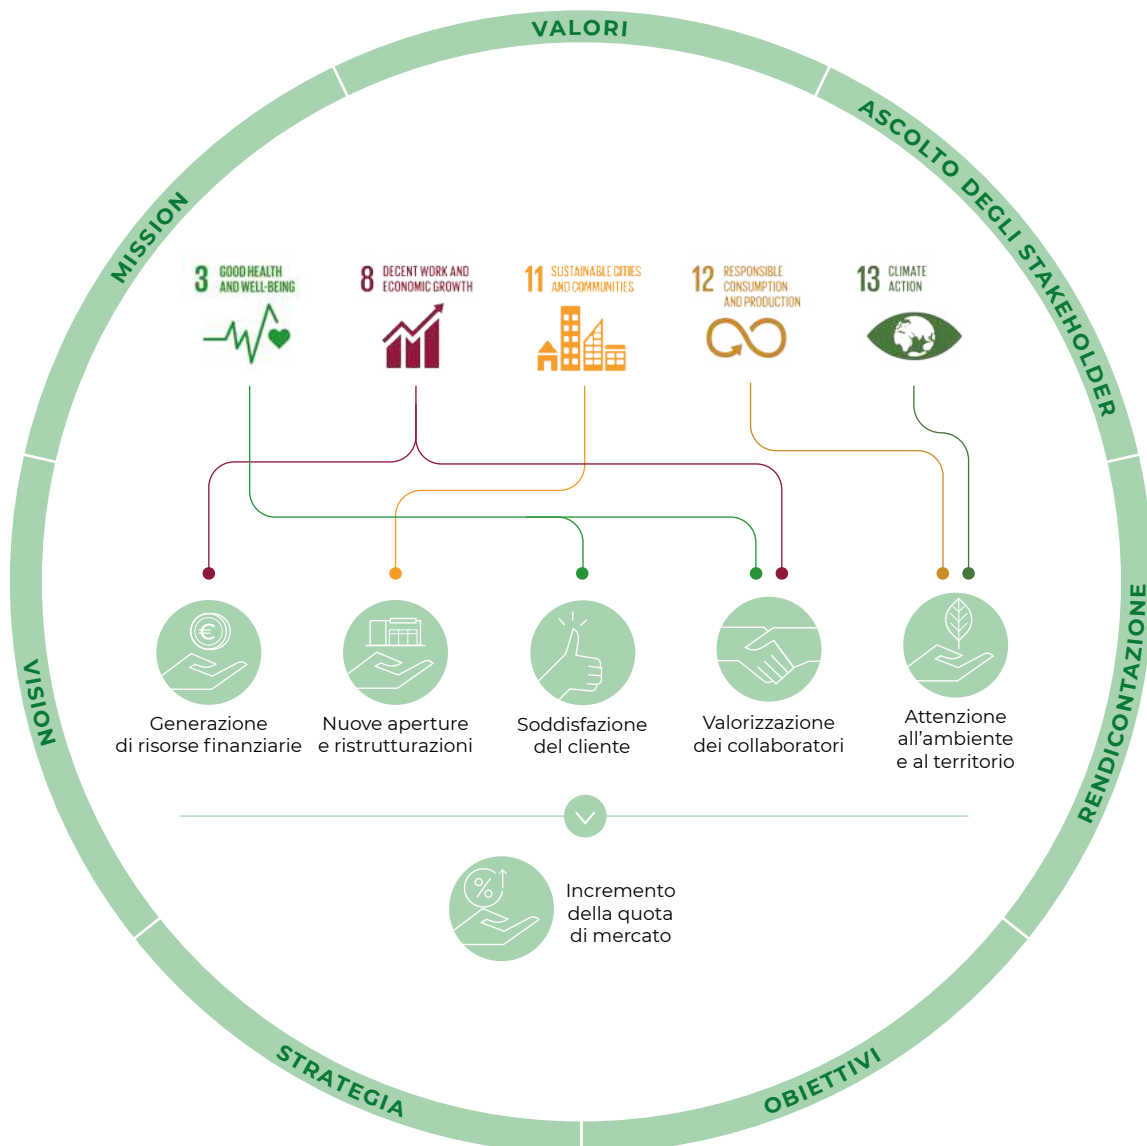 VALORI
ASCOLTO DEGLI STAKEHOLDER
MISSION
3 GOOD HEALTH
AND WELL-BEING
8 DECENT WORK AND
ECONOMIC GROWTH
11 SUSTAINABLE CITIES
AND COMMUNITIES
12 RESPONSIBLE
CONSUMPTION
AND PRODUCTION
13 CLIMATE
ACTION
€
Generazione
di risorse finanziarie
Nuove aperture
e ristrutturazioni
Soddisfazione
del cliente
Valorizzazione
dei collaboratori
Attenzione
all'ambiente
e al territorio
VISION
RENDICONTAZIONE
%
Incremento
della quota
di mercato
STRATEGIA
OBIETTIVI